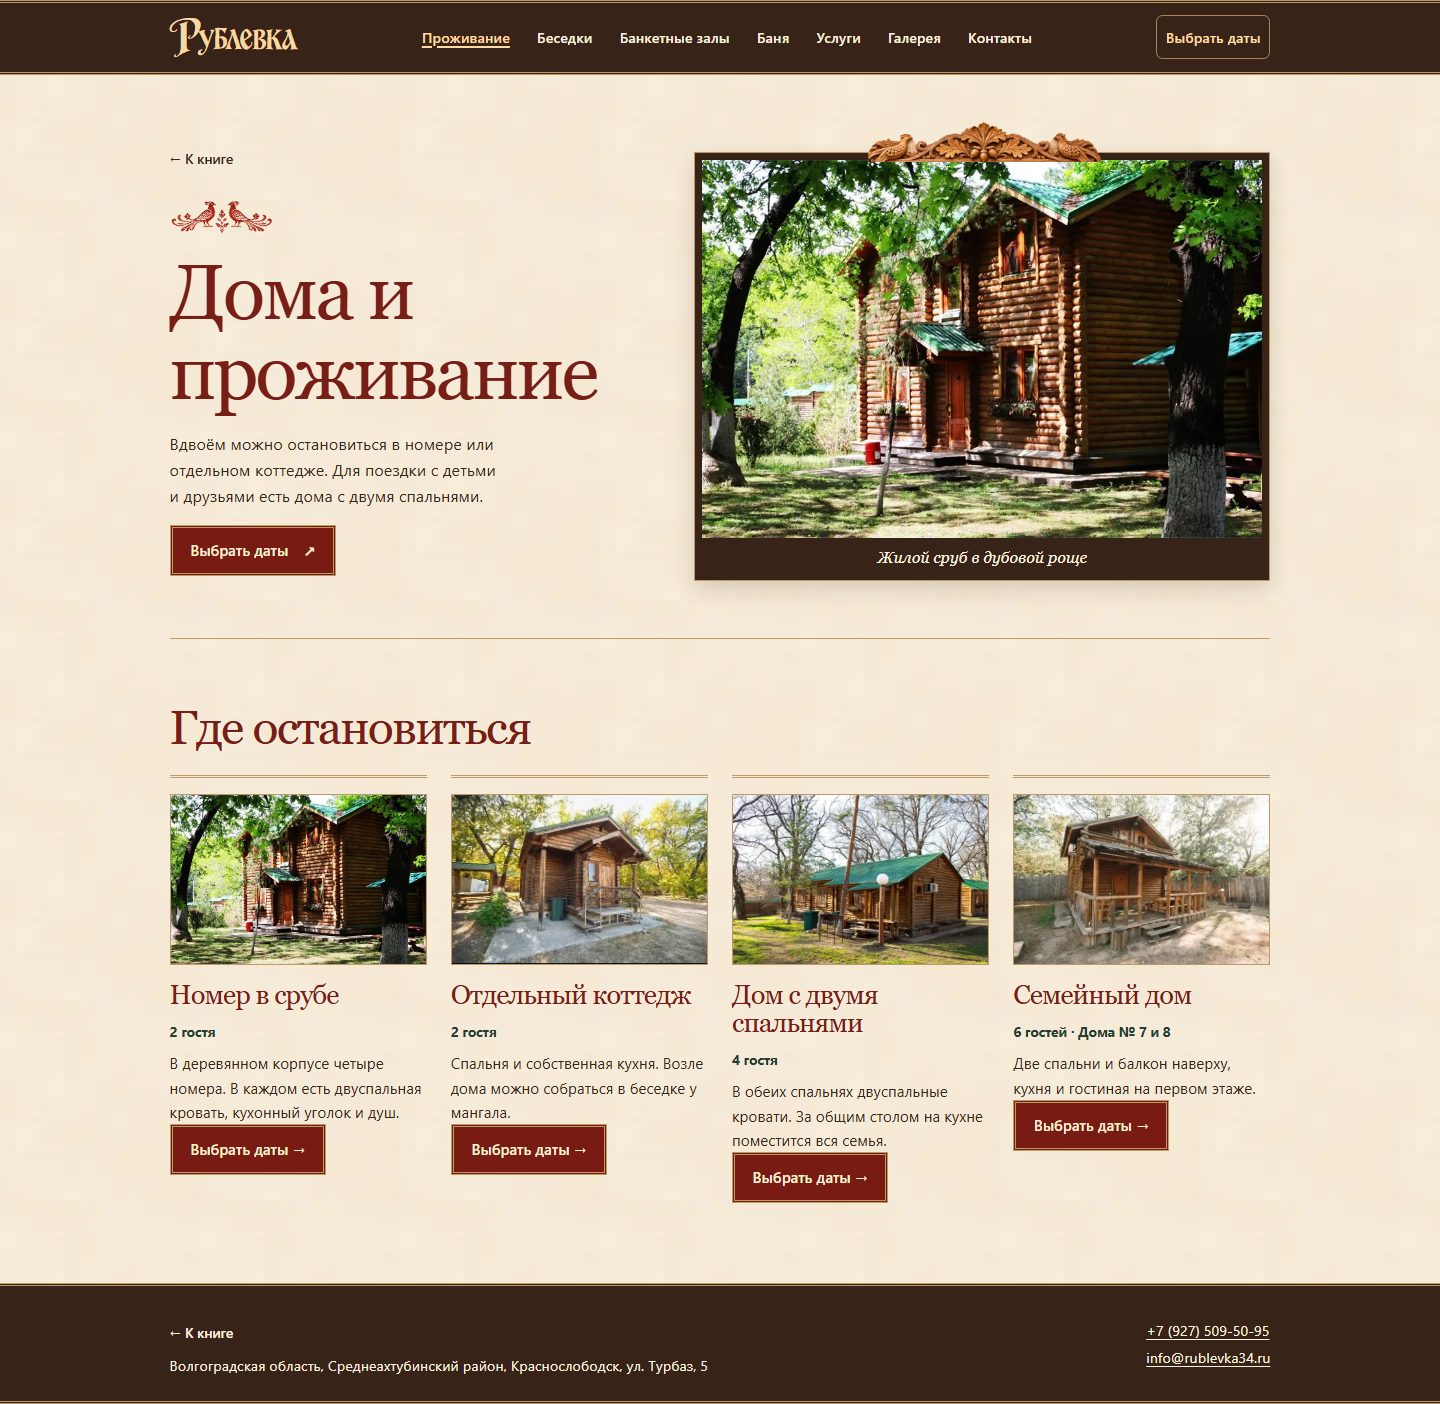 Рублевка
Проживание Беседки Банкетные залы Баня Услуги Галерея Контакты
Выбрать даты
← К книге
Дома и
проживание
Вдвоём можно остановиться в номере или
отдельном коттедже. Для поездки с детьми
и друзьями есть дома с двумя спальнями.
Выбрать даты ↗
Жилой сруб в дубовой роще
Где остановиться
Номер в срубе
2 гостя
В деревянном корпусе четыре
номера. В каждом есть двуспальная
кровать, кухонный уголок и душ.
Выбрать даты →
Отдельный коттедж
2 гостя
Спальня и собственная кухня. Возле
дома можно собраться в беседке у
мангала.
Выбрать даты →
Дом с двумя
спальнями
4 гостя
В обеих спальнях двуспальные
кровати. За общим столом на кухне
поместится вся семья.
Выбрать даты →
Семейный дом
6 гостей · Дома № 7 и 8
Две спальни и балкон наверху,
кухня и гостиная на первом этаже.
Выбрать даты →
← К книге
Волгоградская область, Среднеахтубинский район, Краснослободск, ул. Турбаз, 5
+7 (927) 509-50-95
info@rublevka34.ru